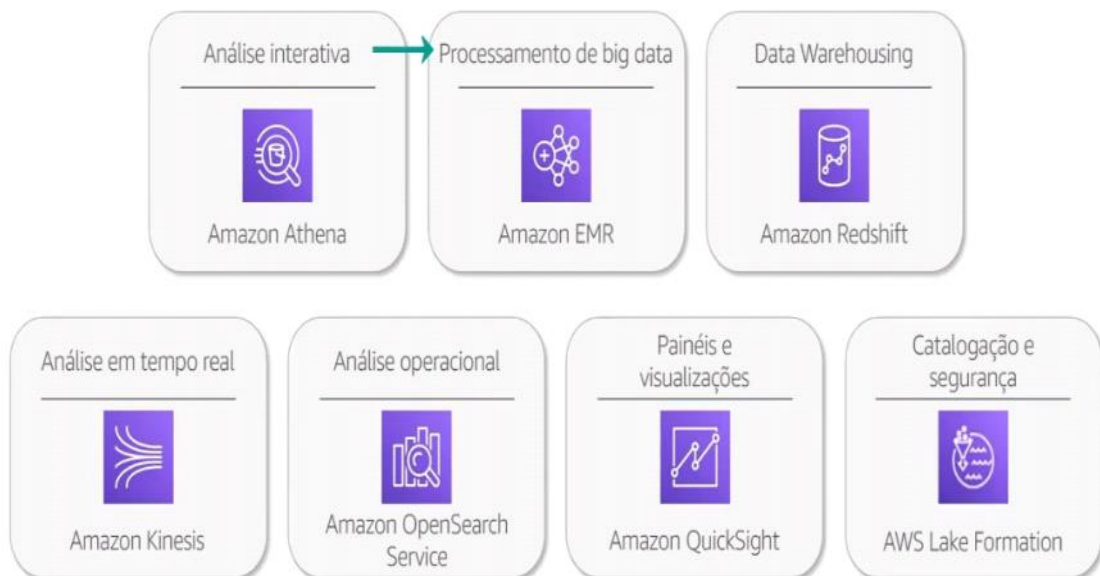 Análise interativa
Processamento de big data
Data Warehousing
Amazon Athena
Amazon EMR
Amazon Redshift
Análise em tempo real
Análise operacional
Painéis e
visualizações
Catalogação e
segurança
Amazon Kinesis
Amazon OpenSearch
Service
Amazon QuickSight
AWS Lake Formation